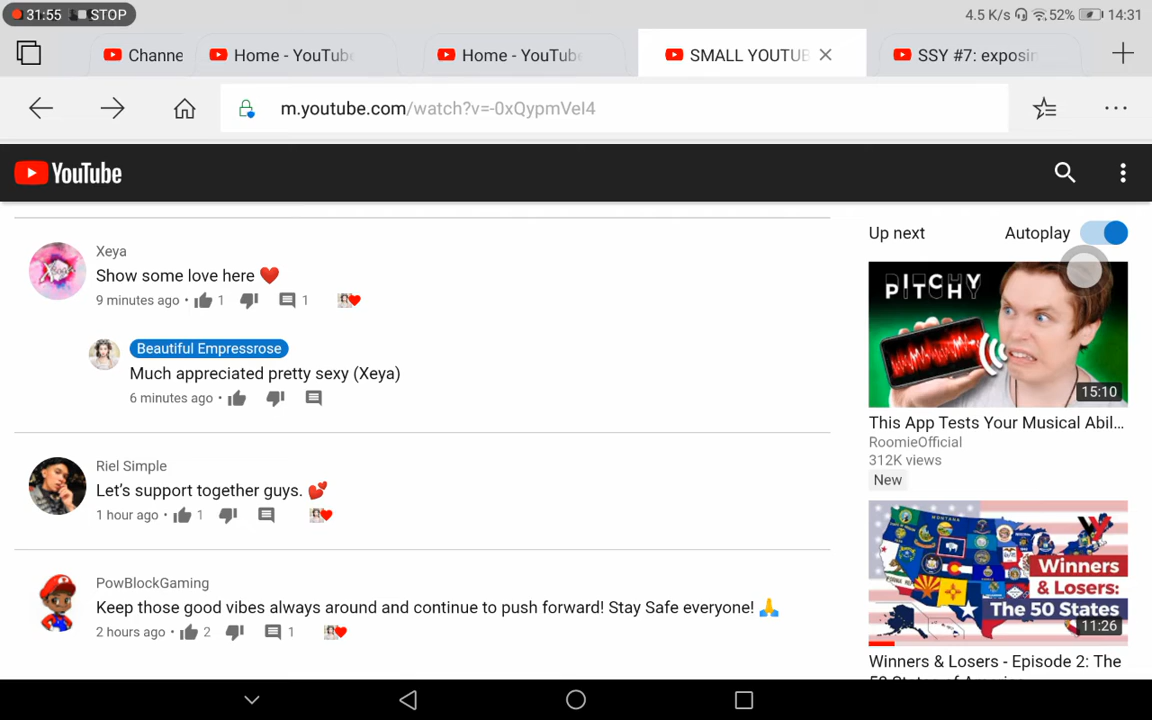 31:55 STOP
4.5 K/s 52% 14:31
Channe
Home - YouTube
Home - YouTube
SMALL YOUTUB
SSY #7: exposin
m.youtube.com/watch?v=-0xQypmVeI4
YouTube
Xeya
Show some love here ❤️
9 minutes ago • 1 1
Beautiful Empressrose
Much appreciated pretty sexy (Xeya)
6 minutes ago •
Riel Simple
Let's support together guys. 💕
1 hour ago • 1
PowBlockGaming
Keep those good vibes always around and continue to push forward! Stay Safe everyone! 🙏
2 hours ago • 2 1
Up next Autoplay
PITCHY
15:10
This App Tests Your Musical Abil...
RoomieOfficial
312K views
New
Winners
& Losers:
The 50 States
11:26
Winners & Losers - Episode 2: The